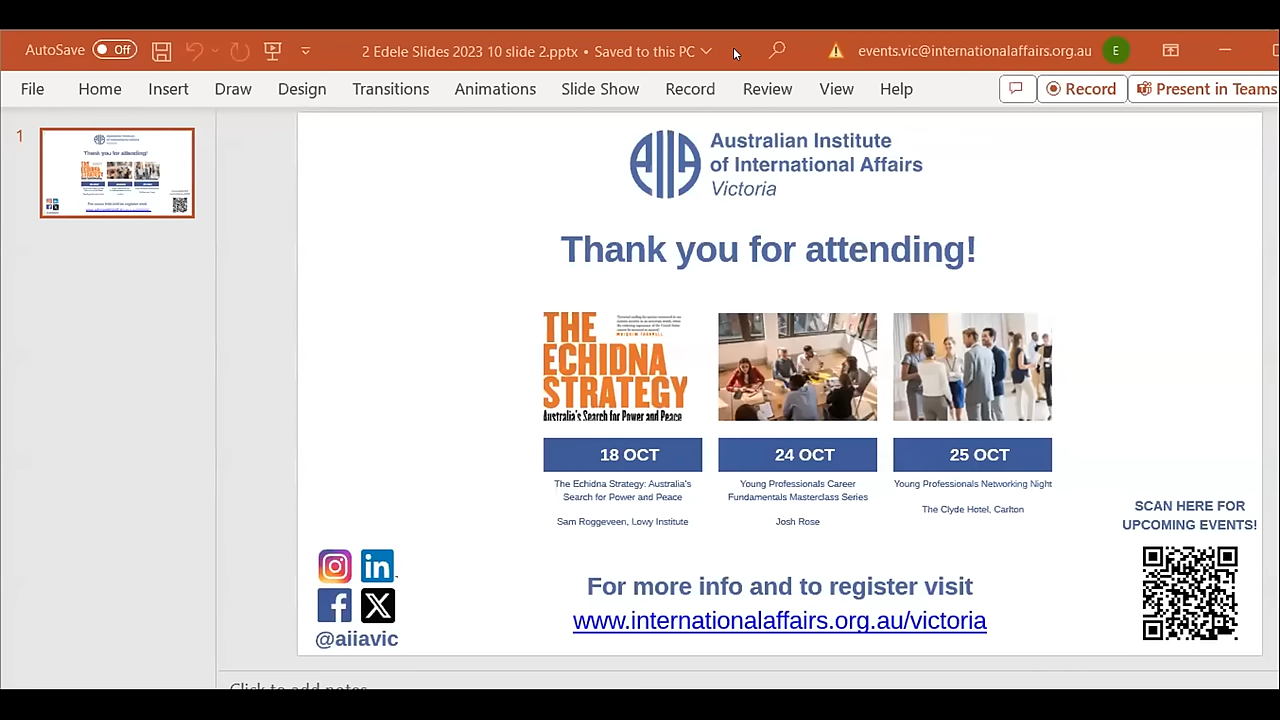 AutoSave Off 2 Edele Slides 2023 10 slide 2.pptx • Saved to this PC events.vic@internationalaffairs.org.au E
File Home Insert Draw Design Transitions Animations Slide Show Record Review View Help Record Present in Teams
1
Australian Institute
of International Affairs
Victoria
Thank you for attending!
THE
ECHIDNA
STRATEGY
Australia's Search for Power and Peace
18 OCT
The Echidna Strategy: Australia's
Search for Power and Peace
Sam Roggeveen, Lowy Institute
24 OCT
Young Professionals Career
Fundamentals Masterclass Series
Josh Rose
25 OCT
Young Professionals Networking Night
The Clyde Hotel, Carlton
SCAN HERE FOR
UPCOMING EVENTS!
For more info and to register visit
www.internationalaffairs.org.au/victoria
@aiiavic
Click to add notes